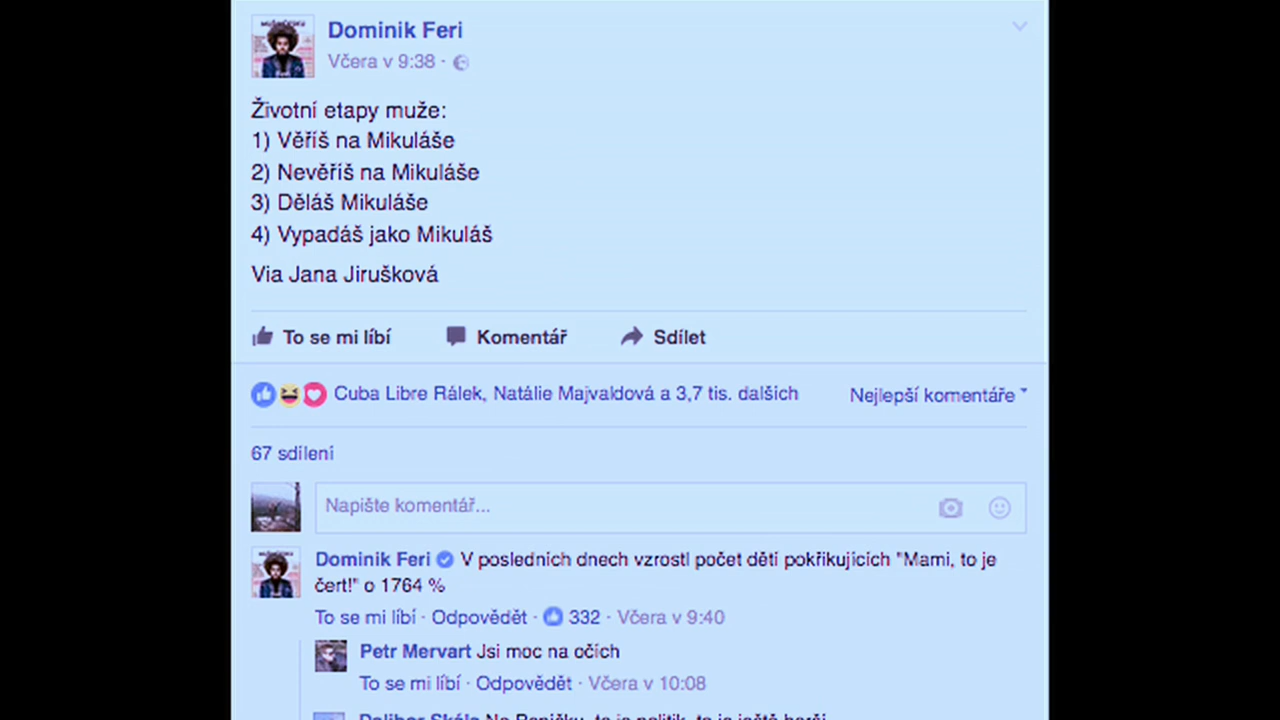 Dominik Feri
Včera v 9:38 ·
Životní etapy muže:
1) Věříš na Mikuláše
2) Nevěříš na Mikuláše
3) Děláš Mikuláše
4) Vypadáš jako Mikuláš
Via Jana Jirušková
To se mi líbí Komentář Sdílet
Cuba Libre Rálek, Natálie Majvaldová a 3,7 tis. dalších Nejlepší komentáře
67 sdílení
Napište komentář...
Dominik Feri V posledních dnech vzrostl počet dětí pokřikujících "Mami, to je
čert!" o 1764 %
To se mi líbí · Odpovědět · 332 · Včera v 9:40
Petr Mervart Jsi moc na očích
To se mi líbí · Odpovědět · Včera v 10:08